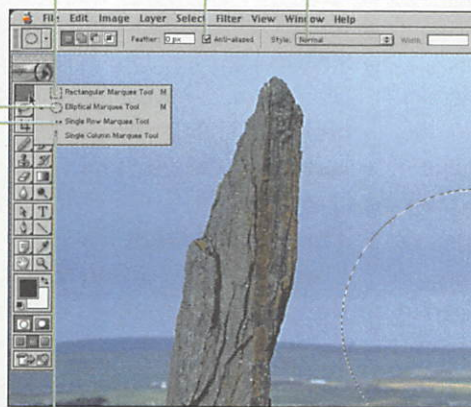 File Edit Image Layer Select Filter View Window Help
Feather: 0 px Anti-aliased Style: Normal Width:
Rectangular Marquee Tool M
Elliptical Marquee Tool M
Single Row Marquee Tool
Single Column Marquee Tool
T